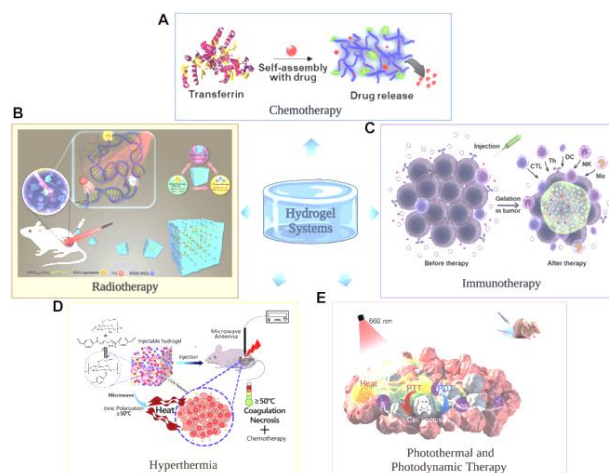 A
Transferrin
Self-assembly
with drug
Drug release
Chemotherapy
B
Radiotherapy
Hydrogel
Systems
C
Injection
CTL
Th
DC
NK
Mø
Gelation
in tumor
Before therapy
After therapy
Immunotherapy
D
Injectable hydrogel
Injection
Microwave
Antenna
Microwave
Ionic Polarization
≥50°C
Heat
≥50°C
Coagulation
Necrosis
+
Chemotherapy
Hyperthermia
E
660 nm
Heat
PTT
Photothermal and
Photodynamic Therapy